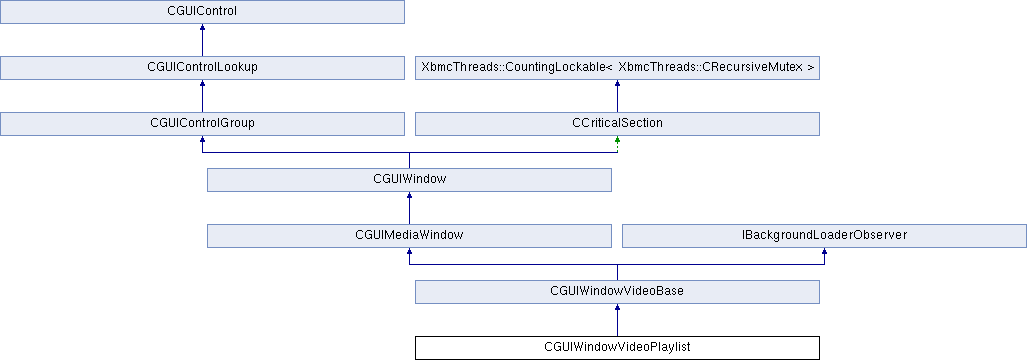 CGUIControl
CGUIControlLookup
XbmcThreads::CountingLockable< XbmcThreads::CRecursiveMutex >
CGUIControlGroup
CCriticalSection
CGUIWindow
CGUIMediaWindow
IBackgroundLoaderObserver
CGUIWindowVideoBase
CGUIWindowVideoPlaylist